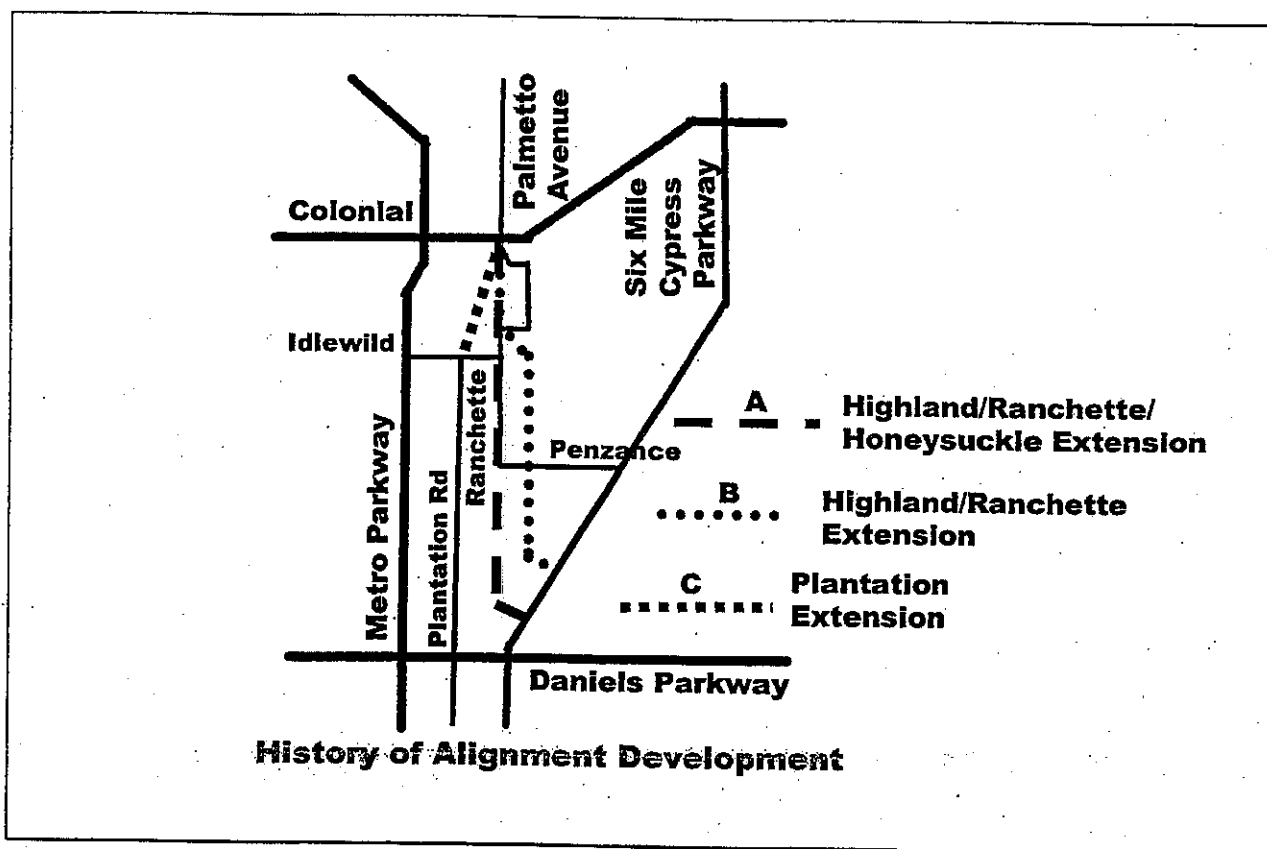 Palmetto
Avenue
Six Mile
Cypress
Parkway
Colonial
Idlewild
Ranchette
Penzance
Metro Parkway
Plantation Rd
A
Highland/Ranchette/
Honeysuckle Extension
B
Highland/Ranchette
Extension
C
Plantation
Extension
Daniels Parkway
History of Alignment Development